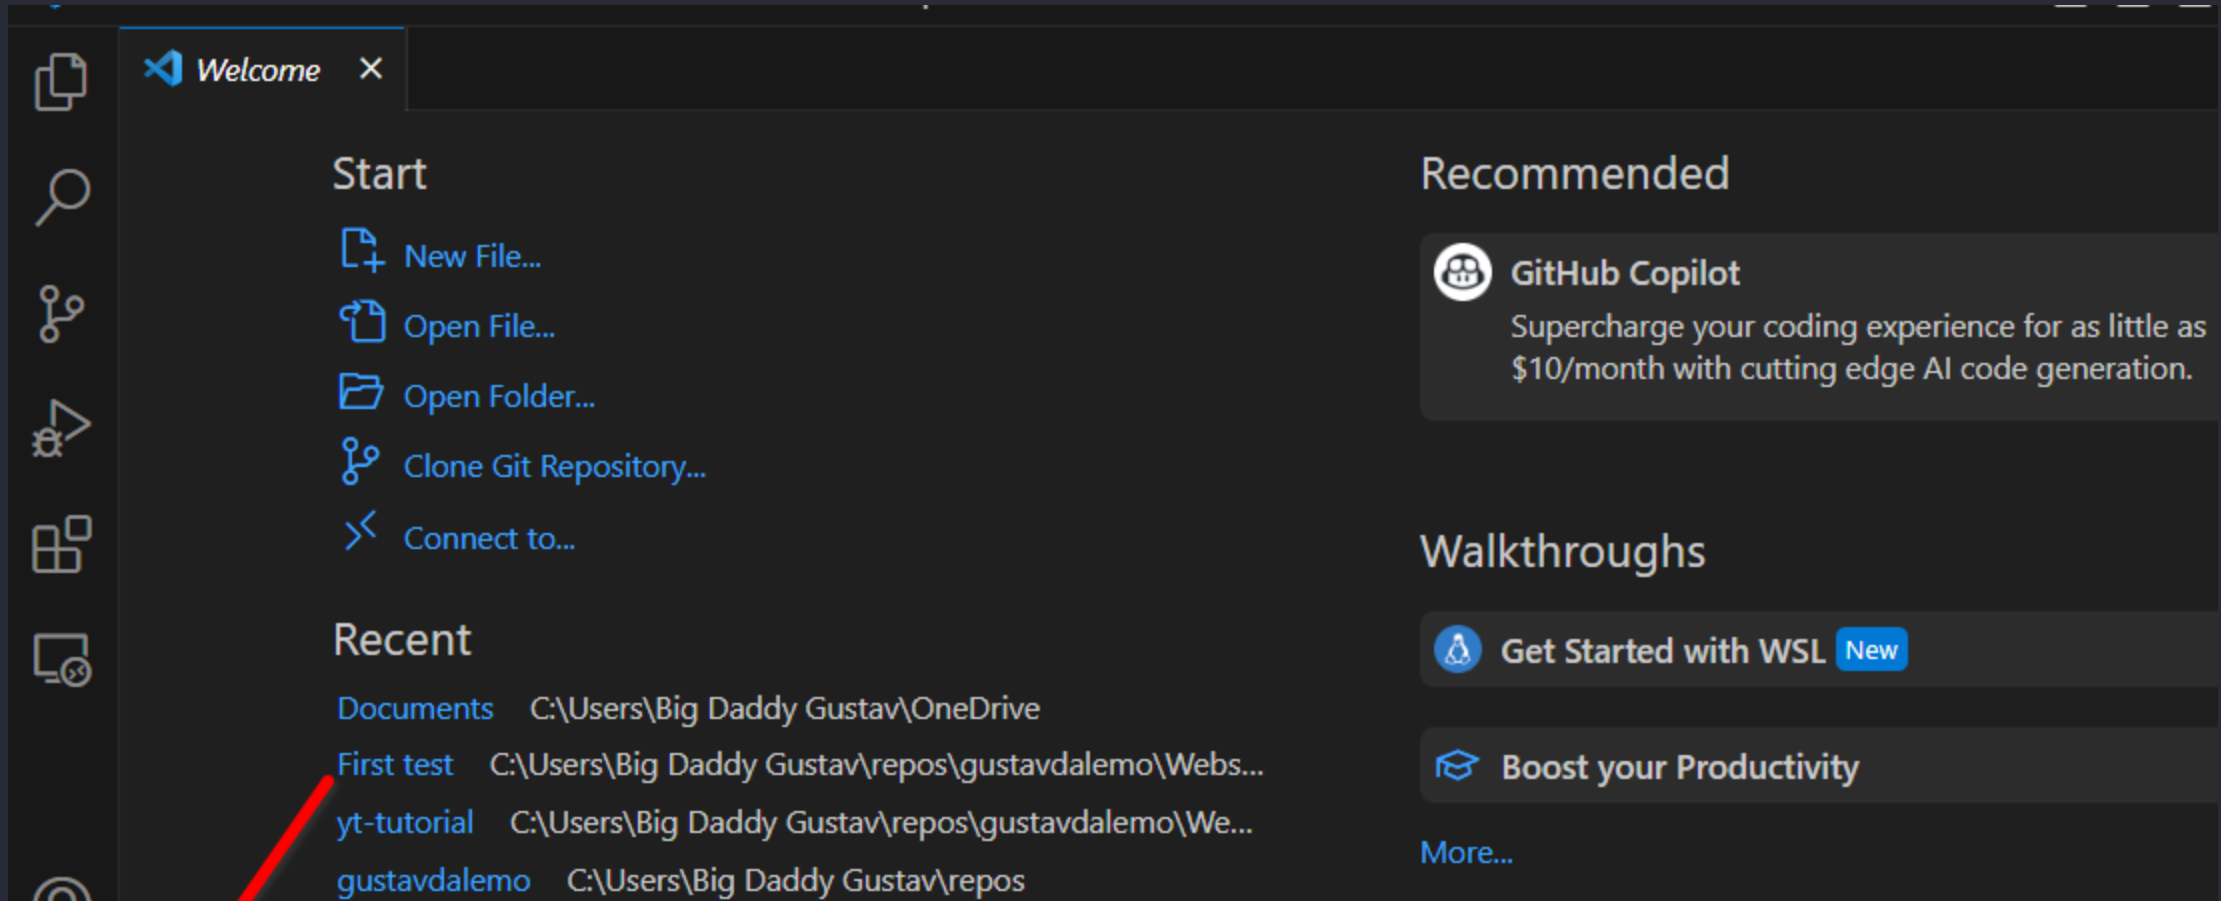 Welcome
Start
New File...
Open File...
Open Folder...
Clone Git Repository...
Connect to...
Recent
Documents C:\Users\Big Daddy Gustav\OneDrive
First test C:\Users\Big Daddy Gustav\repos\gustavdalemo\Webs...
yt-tutorial C:\Users\Big Daddy Gustav\repos\gustavdalemo\We...
gustavdalemo C:\Users\Big Daddy Gustav\repos
Recommended
GitHub Copilot
Supercharge your coding experience for as little as
$10/month with cutting edge AI code generation.
Walkthroughs
Get Started with WSL New
Boost your Productivity
More...